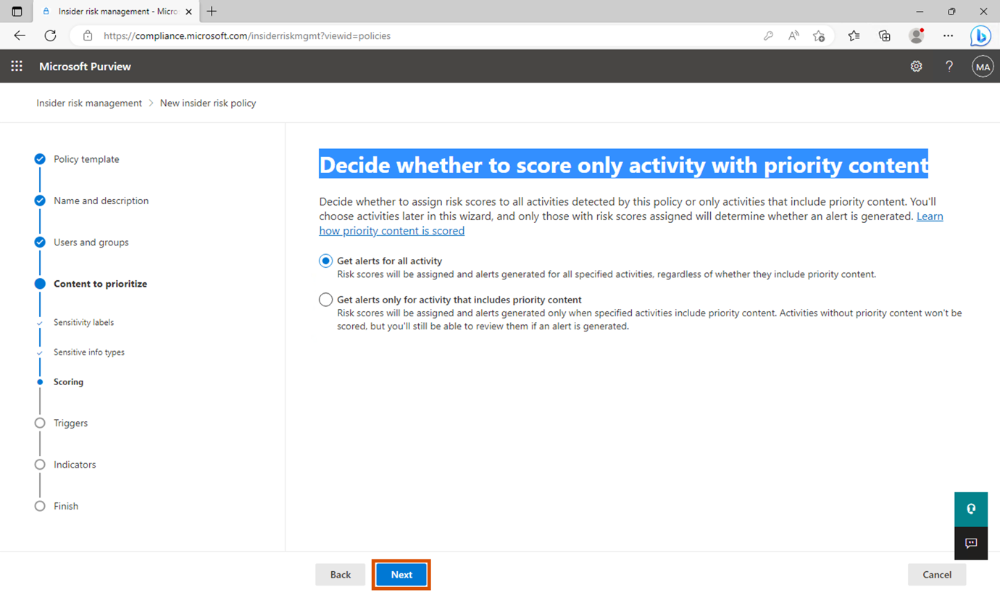 Insider risk management - Micro
https://compliance.microsoft.com/insiderriskmgmt?viewid=policies
Microsoft Purview
?
MA
Insider risk management > New insider risk policy
Policy template
Name and description
Users and groups
Content to prioritize
Sensitivity labels
Sensitive info types
Scoring
Triggers
Indicators
Finish
Decide whether to score only activity with priority content
Decide whether to assign risk scores to all activities detected by this policy or only activities that include priority content. You'll
choose activities later in this wizard, and only those with risk scores assigned will determine whether an alert is generated. Learn
how priority content is scored
Get alerts for all activity
Risk scores will be assigned and alerts generated for all specified activities, regardless of whether they include priority content.
Get alerts only for activity that includes priority content
Risk scores will be assigned and alerts generated only when specified activities include priority content. Activities without priority content won't be
scored, but you'll still be able to review them if an alert is generated.
Back
Next
Cancel